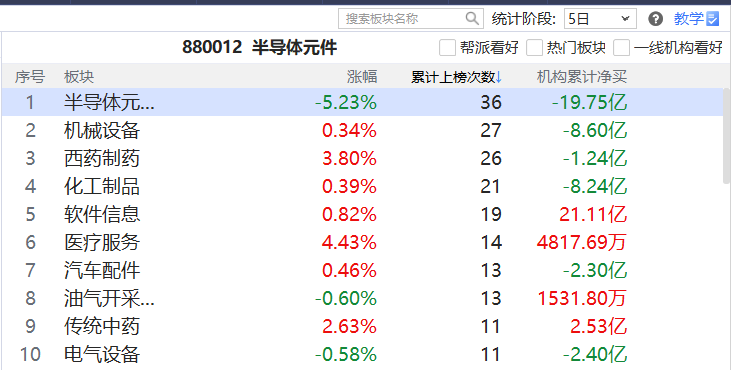 搜索板块名称 统计阶段: 5日 ? 教学
880012 半导体元件 帮派看好 热门板块 一线机构看好
序号 板块 涨幅 累计上榜次数↓ 机构累计净买
1 半导体元... -5.23% 36 -19.75亿
2 机械设备 0.34% 27 -8.60亿
3 西药制药 3.80% 26 -1.24亿
4 化工制品 0.39% 21 -8.24亿
5 软件信息 0.82% 19 21.11亿
6 医疗服务 4.43% 14 4817.69万
7 汽车配件 0.46% 13 -2.30亿
8 油气开采... -0.60% 13 1531.80万
9 传统中药 2.63% 11 2.53亿
10 电气设备 -0.58% 11 -2.40亿